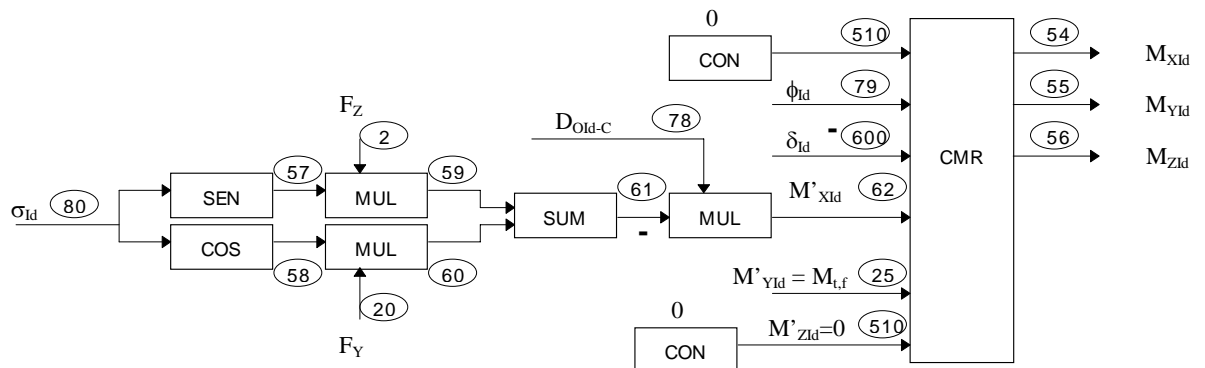 0
510
CON
54
M_XId
ϕ_Id
79
55
M_YId
F_Z
D_OId-C
78
2
δ_Id
-
600
CMR
56
M_ZId
57
59
61
M'_XId
62
σ_Id
80
SEN
MUL
SUM
MUL
-
COS
MUL
58
60
M'_YId = M_t,f
25
20
0
M'_ZId=0
510
F_Y
CON